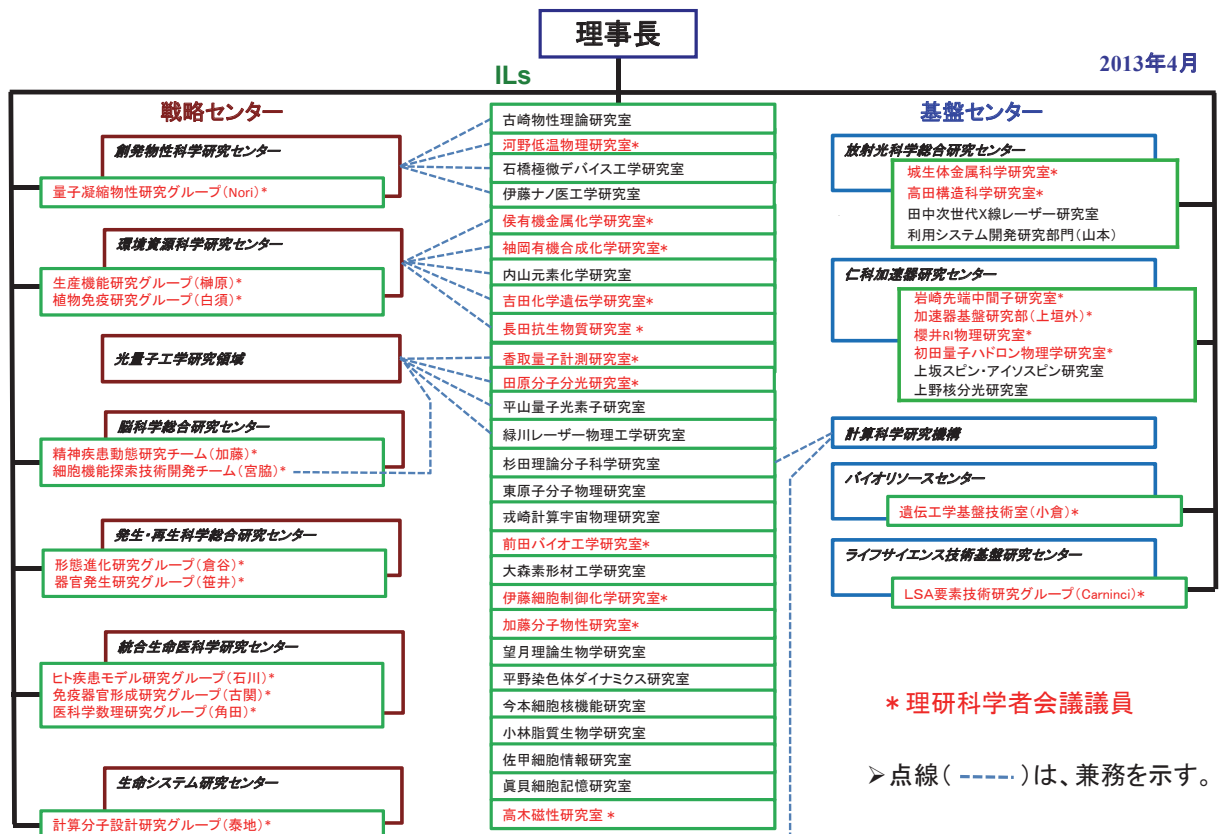 理事長
2013年4月
ILs
戦略センター
創発物性科学研究センター
量子凝縮物性研究グループ(Nori)*
環境資源科学研究センター
生産機能研究グループ(榊原)*
植物免疫研究グループ(白須)*
光量子工学研究領域
脳科学総合研究センター
精神疾患動態研究チーム(加藤)*
細胞機能探索技術開発チーム(宮脇)*
発生・再生科学総合研究センター
形態進化研究グループ(倉谷)*
器官発生研究グループ(笹井)*
統合生命医科学研究センター
ヒト疾患モデル研究グループ(石川)*
免疫器官形成研究グループ(古関)*
医科学数理研究グループ(角田)*
生命システム研究センター
計算分子設計研究グループ(泰地)*
古崎物性理論研究室
河野低温物理研究室*
石橋極微デバイス工学研究室
伊藤ナノ医工学研究室
侯有機金属化学研究室*
袖岡有機合成化学研究室*
内山元素化学研究室
吉田化学遺伝学研究室*
長田抗生物質研究室 *
香取量子計測研究室*
田原分子分光研究室*
平山量子光素子研究室
緑川レーザー物理工学研究室
杉田理論分子科学研究室
東原子分子物理研究室
戎崎計算宇宙物理研究室
前田バイオ工学研究室*
大森素形材工学研究室
伊藤細胞制御化学研究室*
加藤分子物性研究室*
望月理論生物学研究室
平野染色体ダイナミクス研究室
今本細胞核機能研究室
小林脂質生物学研究室
佐甲細胞情報研究室
眞貝細胞記憶研究室
高木磁性研究室 *
基盤センター
放射光科学総合研究センター
城生体金属科学研究室*
高田構造科学研究室*
田中次世代X線レーザー研究室
利用システム開発研究部門(山本)
仁科加速器研究センター
岩崎先端中間子研究室*
加速器基盤研究部(上垣外)*
櫻井RI物理研究室*
初田量子ハドロン物理学研究室*
上坂スピン・アイソスピン研究室
上野核分光研究室
計算科学研究機構
バイオリソースセンター
遺伝工学基盤技術室(小倉)*
ライフサイエンス技術基盤研究センター
LSA要素技術研究グループ(Carninci)*
* 理研科学者会議議員
➢点線( ----- )は、兼務を示す。